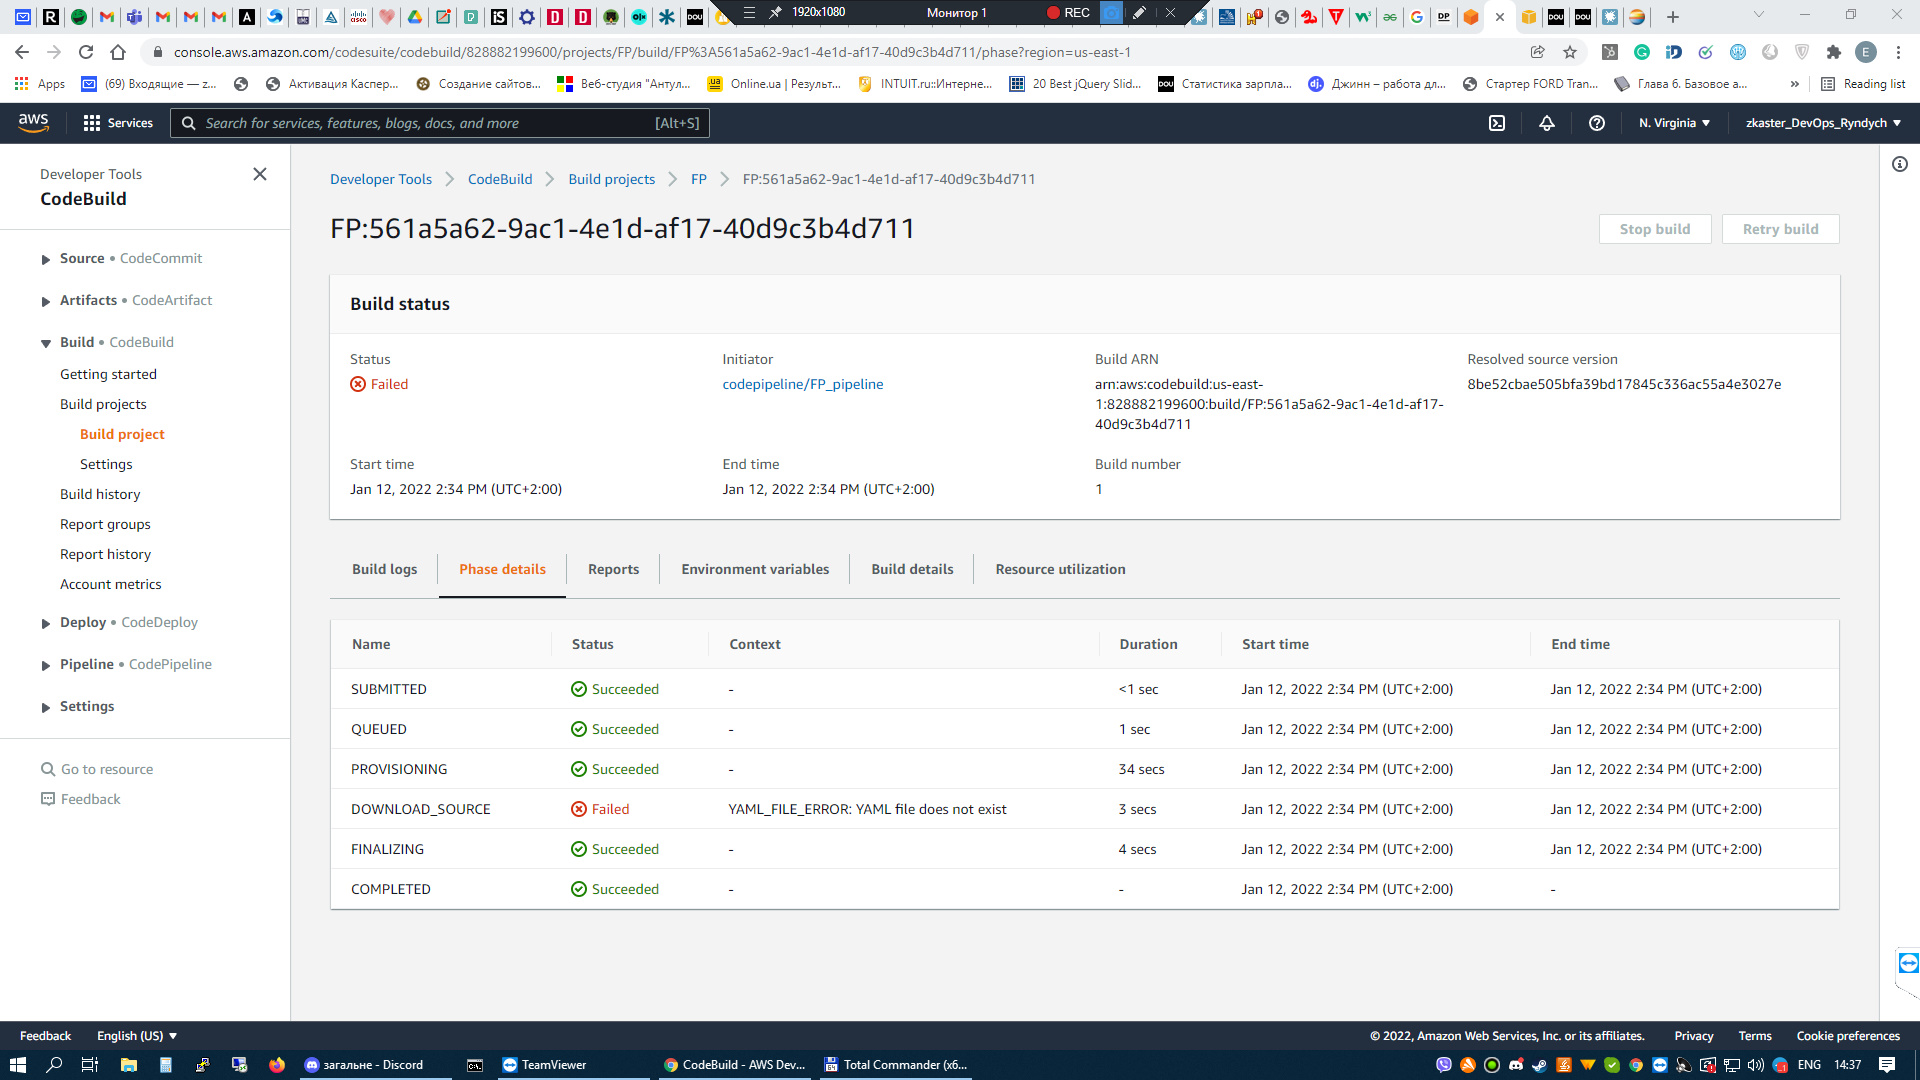 1920x1080
Монитор 1
REC
console.aws.amazon.com/codesuite/codebuild/828882199600/projects/FP/build/FP%3A561a5a62-9ac1-4e1d-af17-40d9c3b4d711/phase?region=us-east-1
Apps
(69) Входящие — z...
Активация Каспер...
Создание сайтов...
Веб-студия "Антул...
Online.ua | Результ...
INTUIT.ru::Интерне...
20 Best jQuery Slid...
Статистика зарпла...
Джинн – работа дл...
Стартер FORD Tran...
Глава 6. Базовое а...
»
Reading list
aws
Services
Search for services, features, blogs, docs, and more
[Alt+S]
N. Virginia
zkaster_DevOps_Ryndych
Developer Tools
CodeBuild
Source • CodeCommit
Artifacts • CodeArtifact
Build • CodeBuild
Getting started
Build projects
Build project
Settings
Build history
Report groups
Report history
Account metrics
Deploy • CodeDeploy
Pipeline • CodePipeline
Settings
Go to resource
Feedback
Developer Tools
CodeBuild
Build projects
FP
FP:561a5a62-9ac1-4e1d-af17-40d9c3b4d711
FP:561a5a62-9ac1-4e1d-af17-40d9c3b4d711
Stop build
Retry build
Build status
Status
Failed
Initiator
codepipeline/FP_pipeline
Build ARN
arn:aws:codebuild:us-east-
1:828882199600:build/FP:561a5a62-9ac1-4e1d-af17-
40d9c3b4d711
Resolved source version
8be52cbae505bfa39bd17845c336ac55a4e3027e
Start time
Jan 12, 2022 2:34 PM (UTC+2:00)
End time
Jan 12, 2022 2:34 PM (UTC+2:00)
Build number
1
Build logs
Phase details
Reports
Environment variables
Build details
Resource utilization
Name Status Context Duration Start time End time
SUBMITTED Succeeded - <1 sec Jan 12, 2022 2:34 PM (UTC+2:00) Jan 12, 2022 2:34 PM (UTC+2:00)
QUEUED Succeeded - 1 sec Jan 12, 2022 2:34 PM (UTC+2:00) Jan 12, 2022 2:34 PM (UTC+2:00)
PROVISIONING Succeeded - 34 secs Jan 12, 2022 2:34 PM (UTC+2:00) Jan 12, 2022 2:34 PM (UTC+2:00)
DOWNLOAD_SOURCE Failed YAML_FILE_ERROR: YAML file does not exist 3 secs Jan 12, 2022 2:34 PM (UTC+2:00) Jan 12, 2022 2:34 PM (UTC+2:00)
FINALIZING Succeeded - 4 secs Jan 12, 2022 2:34 PM (UTC+2:00) Jan 12, 2022 2:34 PM (UTC+2:00)
COMPLETED Succeeded - - Jan 12, 2022 2:34 PM (UTC+2:00) -
Feedback
English (US)
© 2022, Amazon Web Services, Inc. or its affiliates.
Privacy
Terms
Cookie preferences
загальне - Discord
TeamViewer
CodeBuild - AWS Dev...
Total Commander (x6...
ENG
14:37